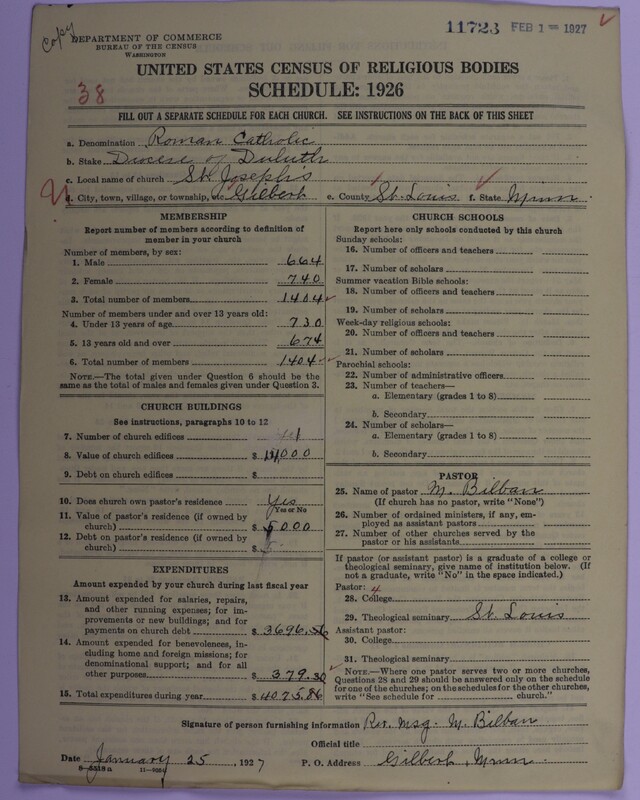 Copy
DEPARTMENT OF COMMERCE
BUREAU OF THE CENSUS
WASHINGTON
11723 FEB 1 - 1927
UNITED STATES CENSUS OF RELIGIOUS BODIES
SCHEDULE: 1926
38
FILL OUT A SEPARATE SCHEDULE FOR EACH CHURCH. SEE INSTRUCTIONS ON THE BACK OF THIS SHEET
a. Denomination Roman Catholic
b. Stake Diocese of Duluth
c. Local name of church St. Joseph's
d. City, town, village, or township, etc. Gilbert e. County St. Louis f. State Minn
MEMBERSHIP
Report number of members according to definition of
member in your church
Number of members, by sex:
1. Male 664
2. Female 740
3. Total number of members 1404
Number of members under and over 13 years old:
4. Under 13 years of age 730
5. 13 years old and over 674
6. Total number of members 1404
NOTE.—The total given under Question 6 should be
the same as the total of males and females given under Question 3.
CHURCH BUILDINGS
See instructions, paragraphs 10 to 12
7. Number of church edifices 1
8. Value of church edifices $ 000
9. Debt on church edifices $
10. Does church own pastor's residence Yes
Yes or No
11. Value of pastor's residence (if owned by
church) $ 5000
12. Debt on pastor's residence (if owned by
church) $
EXPENDITURES
Amount expended by your church during last fiscal year
13. Amount expended for salaries, repairs,
and other running expenses; for im-
provements or new buildings; and for
payments on church debt $ 3696.56
14. Amount expended for benevolences, in-
cluding home and foreign missions; for
denominational support; and for all
other purposes $ 379.30
15. Total expenditures during year $ 4075.86
CHURCH SCHOOLS
Report here only schools conducted by this church
Sunday schools:
16. Number of officers and teachers
17. Number of scholars
Summer vacation Bible schools:
18. Number of officers and teachers
19. Number of scholars
Week-day religious schools:
20. Number of officers and teachers
21. Number of scholars
Parochial schools:
22. Number of administrative officers
23. Number of teachers—
a. Elementary (grades 1 to 8)
b. Secondary
24. Number of scholars—
a. Elementary (grades 1 to 8)
b. Secondary
PASTOR
25. Name of pastor M. Bilban
(If church has no pastor, write "None")
26. Number of ordained ministers, if any, em-
ployed as assistant pastors
27. Number of other churches served by the
pastor or his assistants
If pastor (or assistant pastor) is a graduate of a college or
theological seminary, give name of institution below. (If
not a graduate, write "No" in the space indicated.)
Pastor: 4
28. College
29. Theological seminary St. Louis
Assistant pastor:
30. College
31. Theological seminary
NOTE.—Where one pastor serves two or more churches,
Questions 28 and 29 should be answered only on the schedule
for one of the churches; on the schedules for the other churches,
write "See schedule for church."
Signature of person furnishing information Rev. Msg. M. Bilban
Official title
Date January 25, 1927 P. O. Address Gilbert, Minn
8—5518a